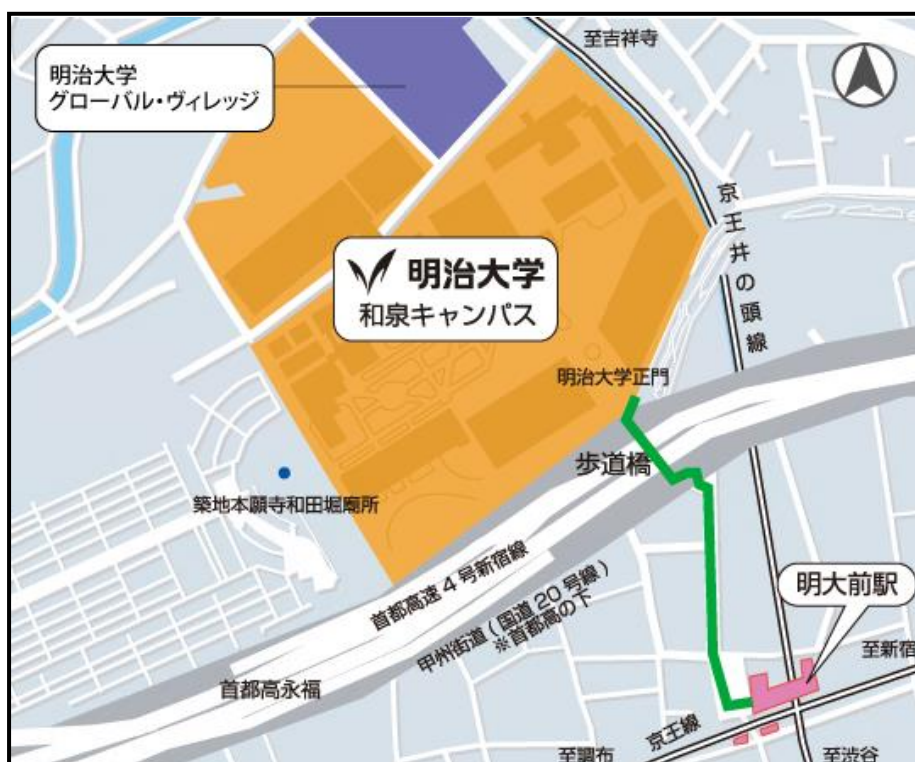 至吉祥寺
明治大学
グローバル・ヴィレッジ
京王井の頭線
明治大学
和泉キャンパス
明治大学正門
歩道橋
築地本願寺和田堀廟所
首都高速4号新宿線
甲州街道(国道20号線)
※首都高の下
明大前駅
至新宿
首都高永福
京王線
至調布
至渋谷